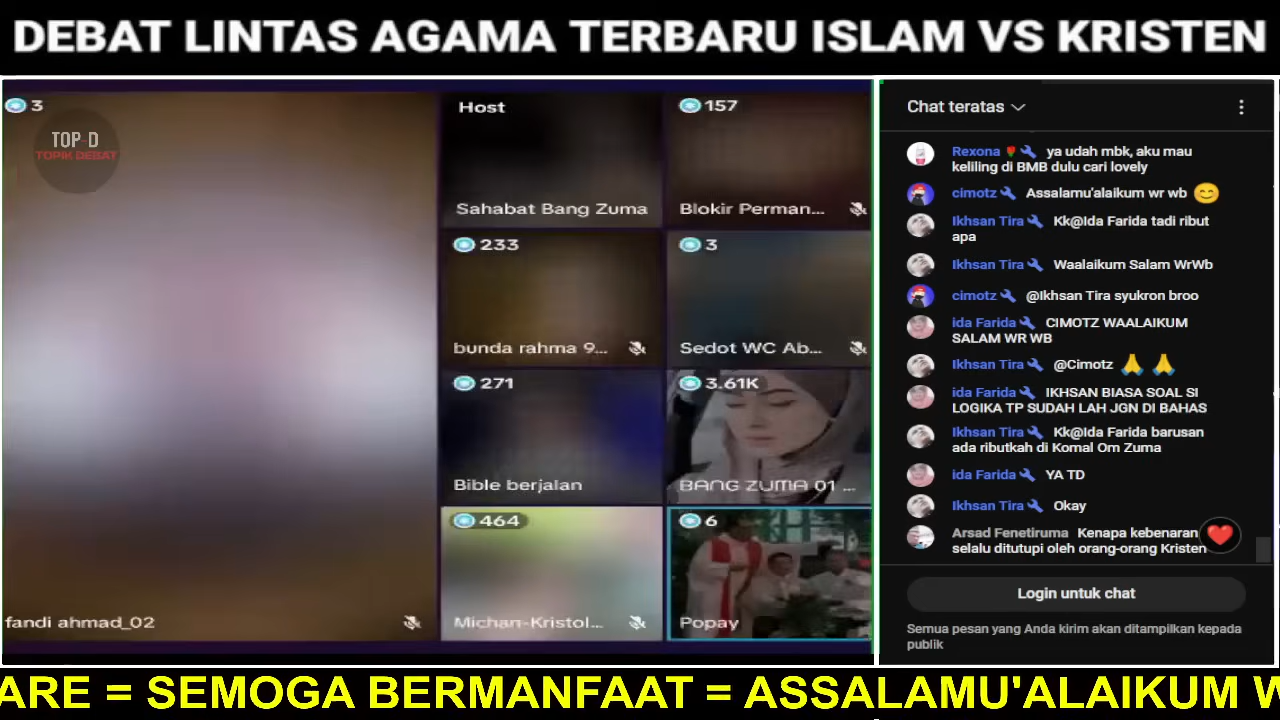 DEBAT LINTAS AGAMA TERBARU ISLAM VS KRISTEN
3
TOP-D
TOPIK DEBAT
fandi ahmad_02
Host
Sahabat Bang Zuma
157
Blokir Perman...
233
bunda rahma 9...
3
Sedot WC Ab...
271
Bible berjalan
3.61K
BANG ZUMA 01 ...
464
Michan-Kristol...
6
Popay
Chat teratas
Rexona ya udah mbk, aku mau
keliling di BMB dulu cari lovely
cimotz Assalamu'alaikum wr wb 😊
Ikhsan Tira Kk@Ida Farida tadi ribut
apa
Ikhsan Tira Waalaikum Salam WrWb
cimotz @Ikhsan Tira syukron broo
ida Farida CIMOTZ WAALAIKUM
SALAM WR WB
Ikhsan Tira @Cimotz 🙏 🙏
ida Farida IKHSAN BIASA SOAL SI
LOGIKA TP SUDAH LAH JGN DI BAHAS
Ikhsan Tira Kk@Ida Farida barusan
ada ributkah di Komal Om Zuma
ida Farida YA TD
Ikhsan Tira Okay
Arsad Fenetiruma Kenapa kebenaran
selalu ditutupi oleh orang-orang Kristen
Login untuk chat
Semua pesan yang Anda kirim akan ditampilkan kepada
publik
ARE = SEMOGA BERMANFAAT = ASSALAMU'ALAIKUM W